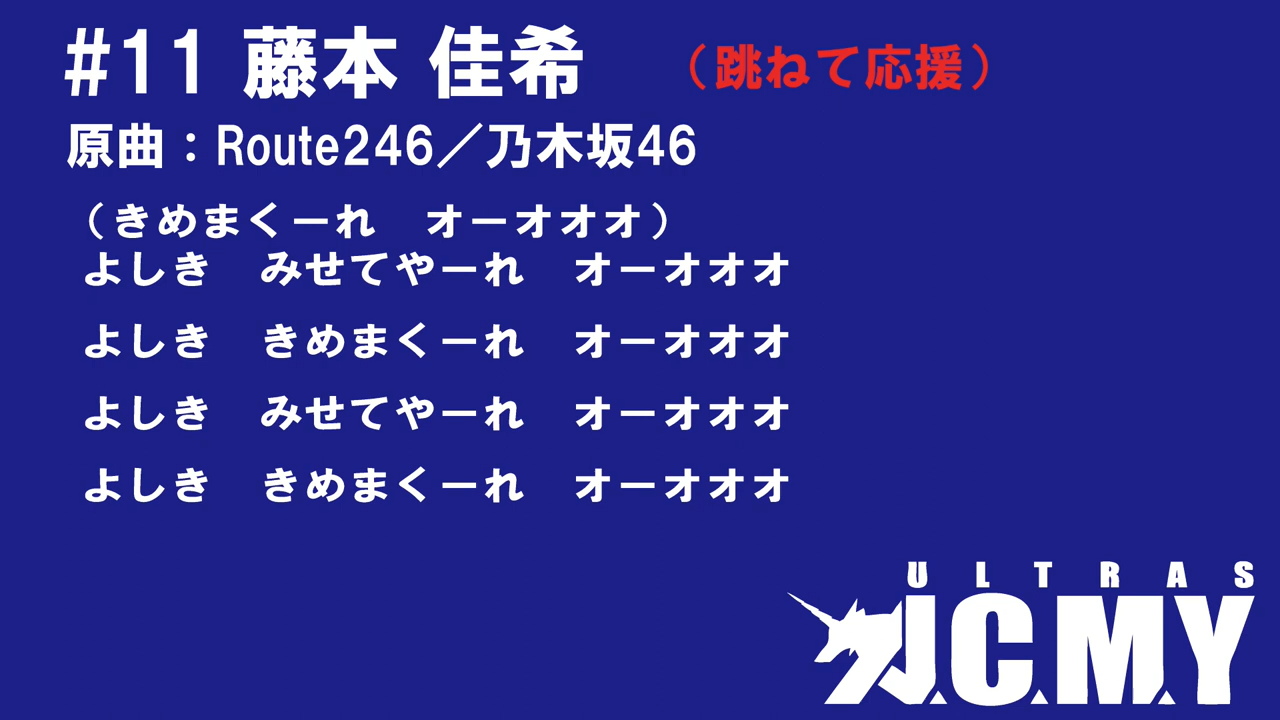 #11 藤本 佳希 （跳ねて応援）
原曲：Route246／乃木坂46
（きめまくーれ　オーオオオ）
よしき　みせてやーれ　オーオオオ
よしき　きめまくーれ　オーオオオ
よしき　みせてやーれ　オーオオオ
よしき　きめまくーれ　オーオオオ
ULTRAS
J.C.M.Y